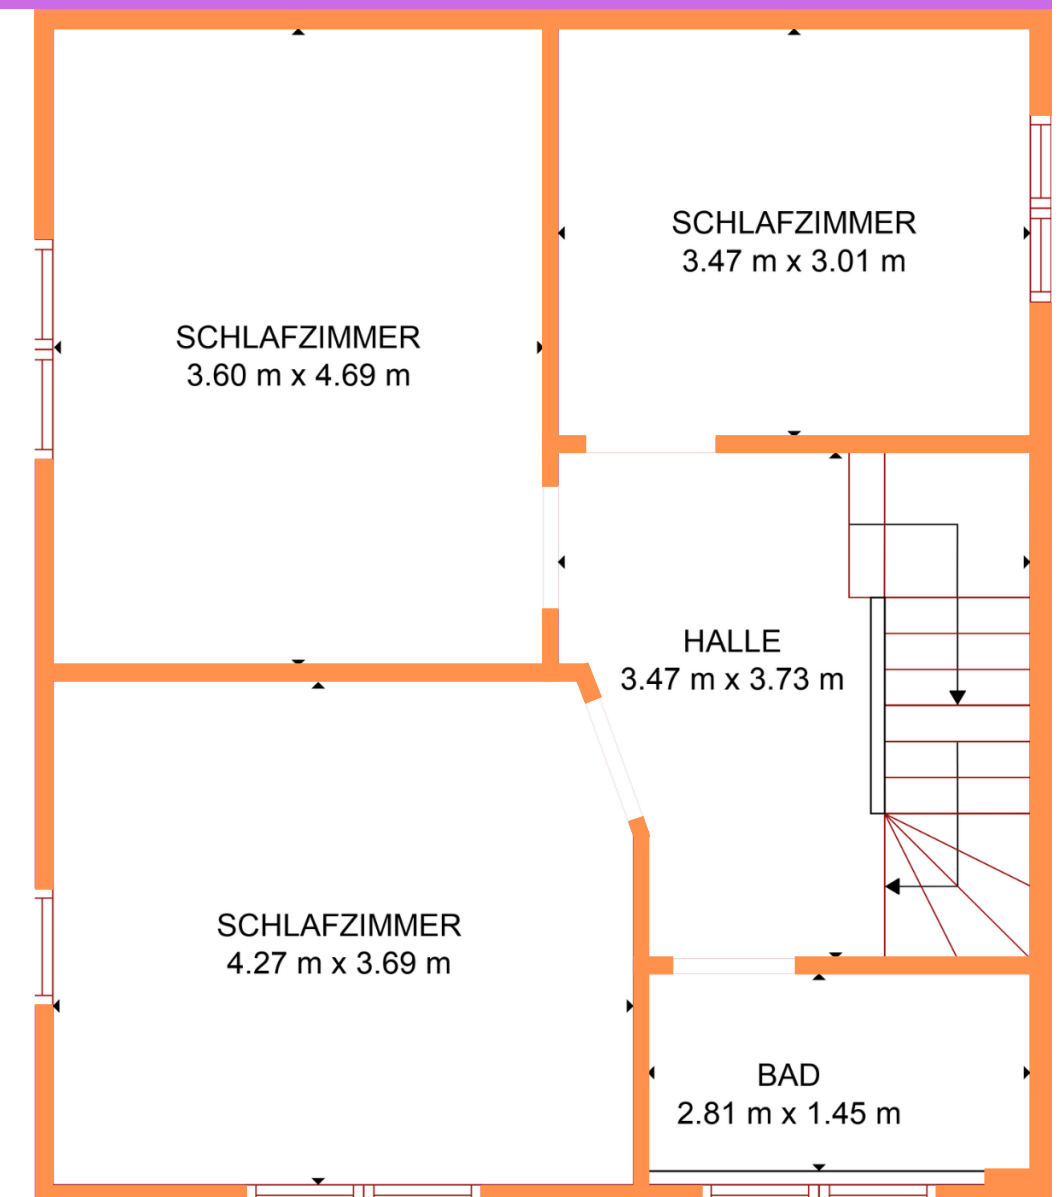 SCHLAFZIMMER
3.47 m x 3.01 m
SCHLAFZIMMER
3.60 m x 4.69 m
HALLE
3.47 m x 3.73 m
SCHLAFZIMMER
4.27 m x 3.69 m
BAD
2.81 m x 1.45 m